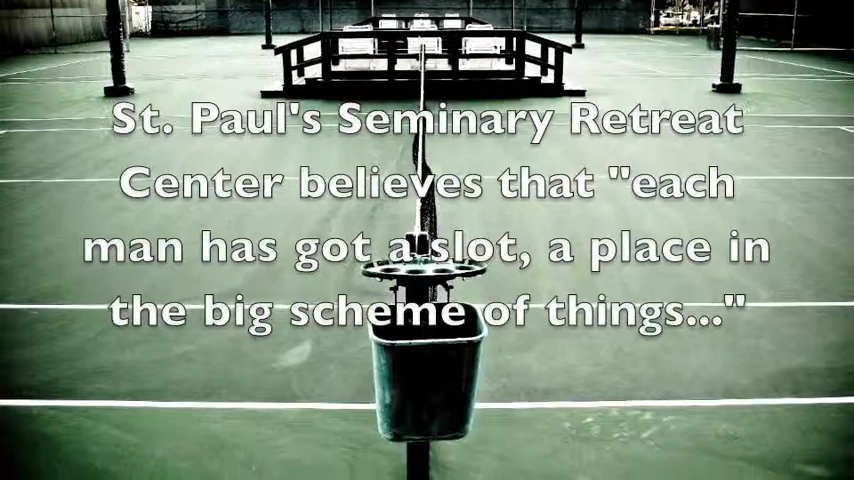 St. Paul's Seminary Retreat
Center believes that "each
man has got a slot, a place in
the big scheme of things..."